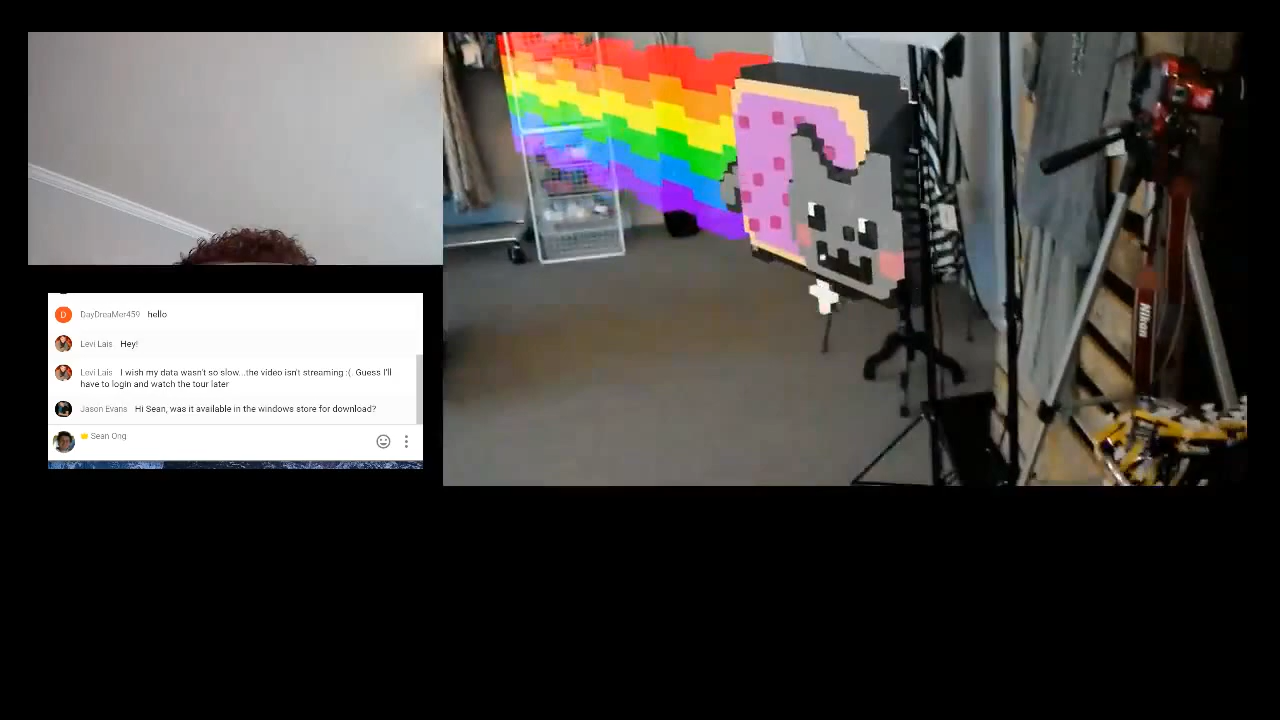 D DayDreaMer459 hello
Levi Lais Hey!
Levi Lais I wish my data wasn't so slow...the video isn't streaming :(. Guess I'll
have to login and watch the tour later
Jason Evans Hi Sean, was it available in the windows store for download?
Sean Ong
Nikon